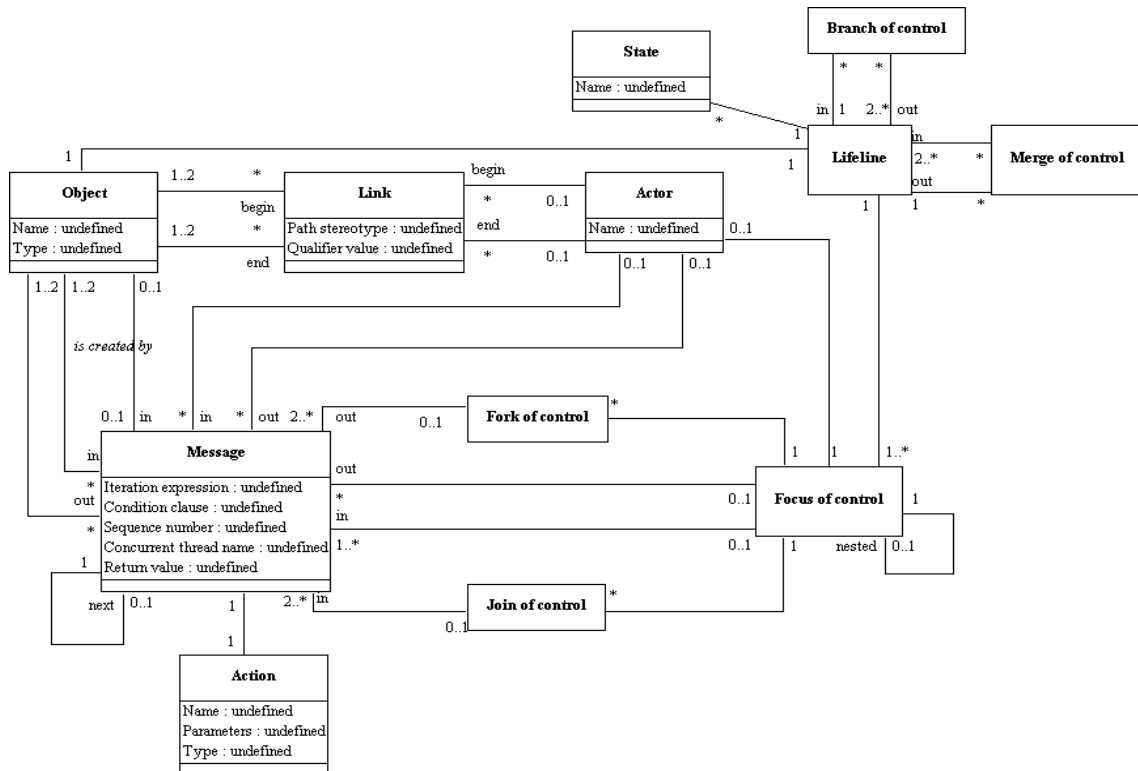 Branch of control
State
Name : undefined
*
* *
in 1 2..* out
1
1
1
Lifeline
in
2..* *
out
1 *
Merge of control
1
Object
Name : undefined
Type : undefined
1..2 *
begin
1..2 *
end
Link
Path stereotype : undefined
Qualifier value : undefined
begin
* 0..1
end
* 0..1
Actor
Name : undefined
0..1
0..1 0..1
1..2 1..2 0..1
is created by
0..1 in * in * out 2..* out
0..1
Fork of control
*
1 1 1..*
in
*
out
*
Message
Iteration expression : undefined
Condition clause : undefined
Sequence number : undefined
Concurrent thread name : undefined
Return value : undefined
out
*
in
1..*
0..1
0..1
Focus of control
1
1 nested 0..1
1
next 0..1
1
2..* in
0..1
Join of control
*
1
Action
Name : undefined
Parameters : undefined
Type : undefined